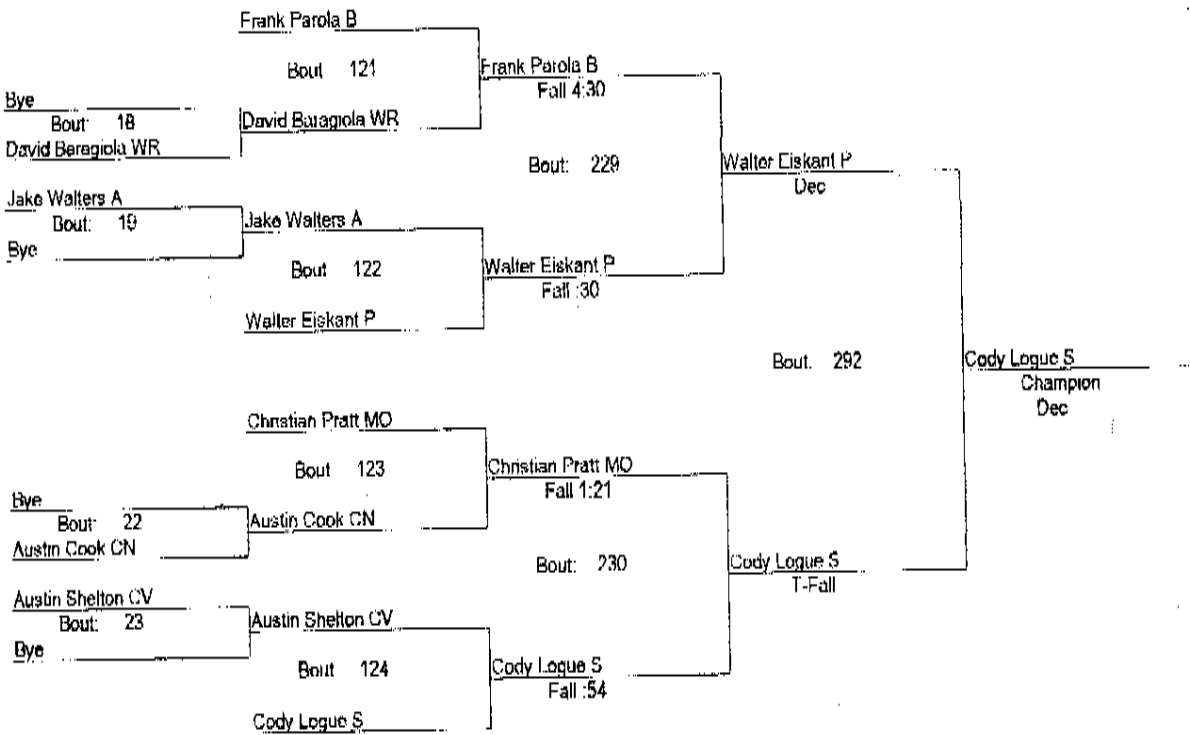 Frank Parola B
Bout 121
Frank Parola B
Fall 4:30
Bye
Bout: 18
David Baragiola WR
David Baragiola WR
Bout: 229
Walter Eiskant P
Dec
Jake Walters A
Bout: 19
Jake Walters A
Bye
Bout 122
Walter Eiskant P
Fall :30
Walter Eiskant P
Bout: 292
Cody Logue S
Champion
Dec
Christian Pratt MO
Bout 123
Christian Pratt MO
Fall 1:21
Bye
Bout: 22
Austin Cook CN
Austin Cook CN
Bout: 230
Cody Logue S
T-Fall
Austin Shelton CV
Bout: 23
Austin Shelton CV
Bye
Bout 124
Cody Logue S
Fall :54
Cody Logue S